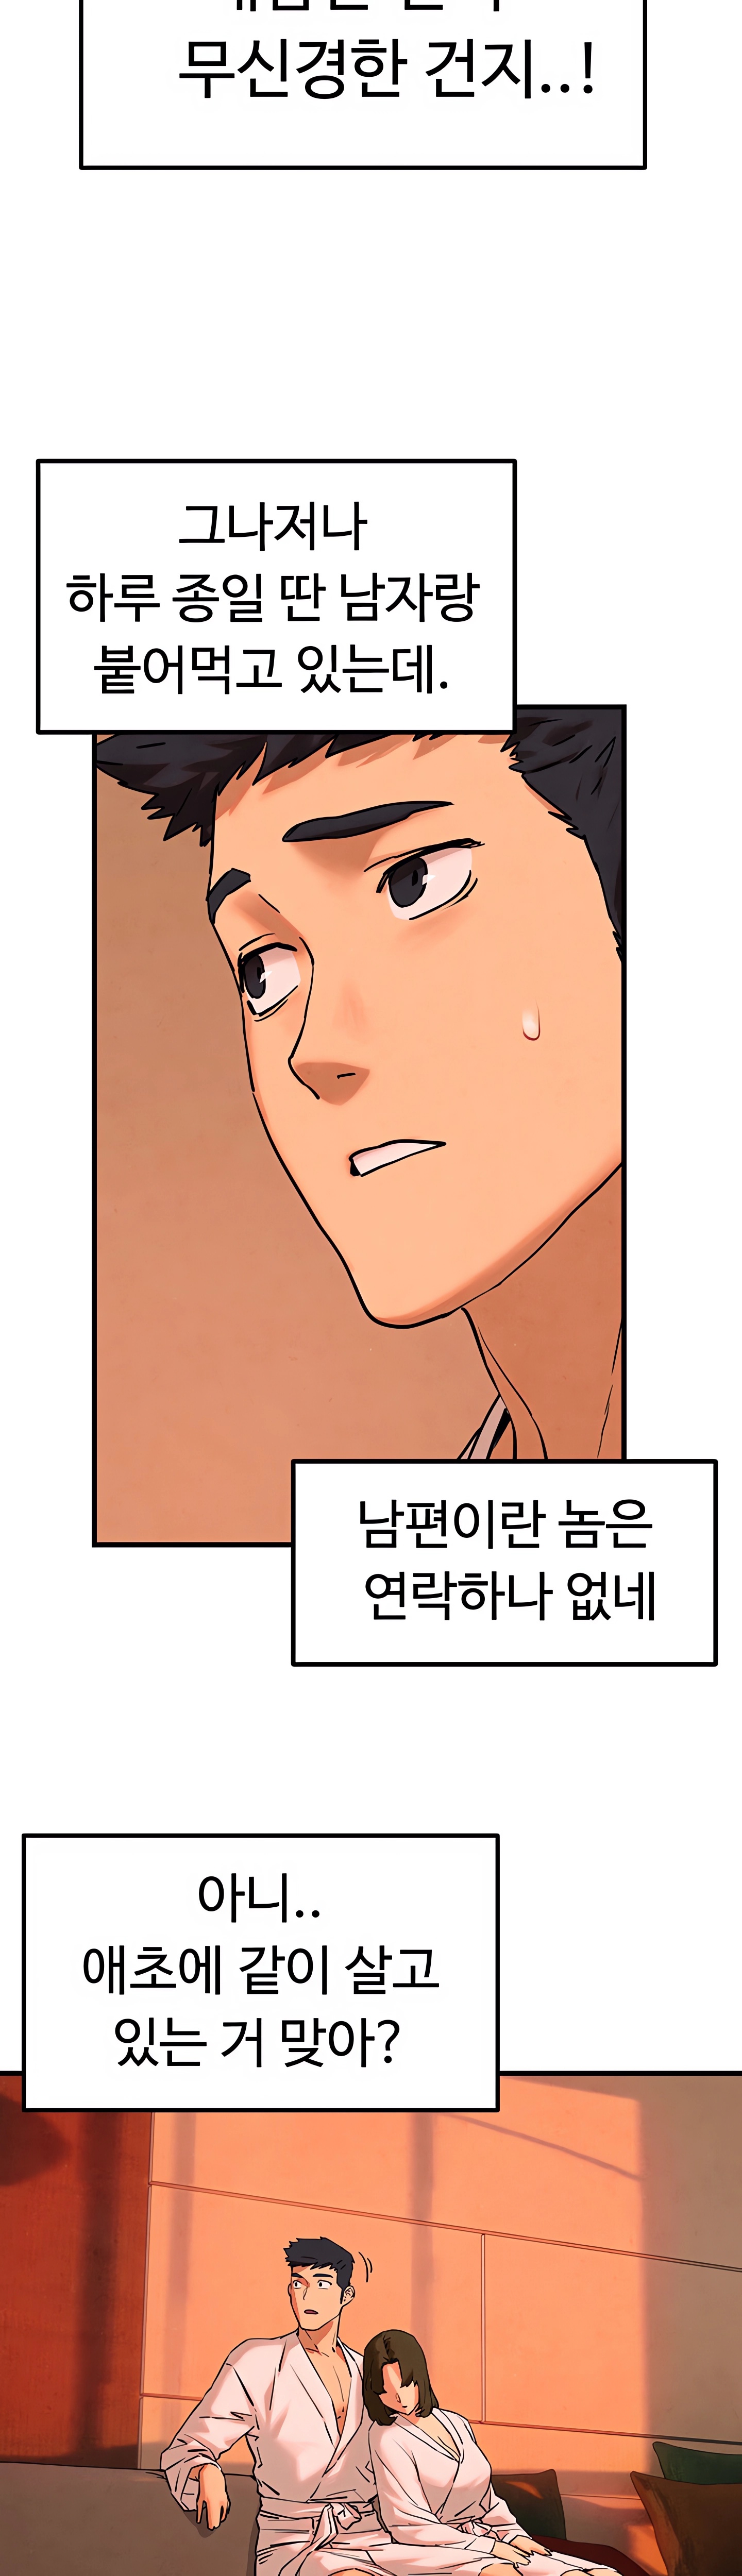 무신경한 건지..!
그나저나
하루 종일 딴 남자랑
붙어먹고 있는데.
남편이란 놈은
연락하나 없네
아니..
애초에 같이 살고
있는 거 맞아?